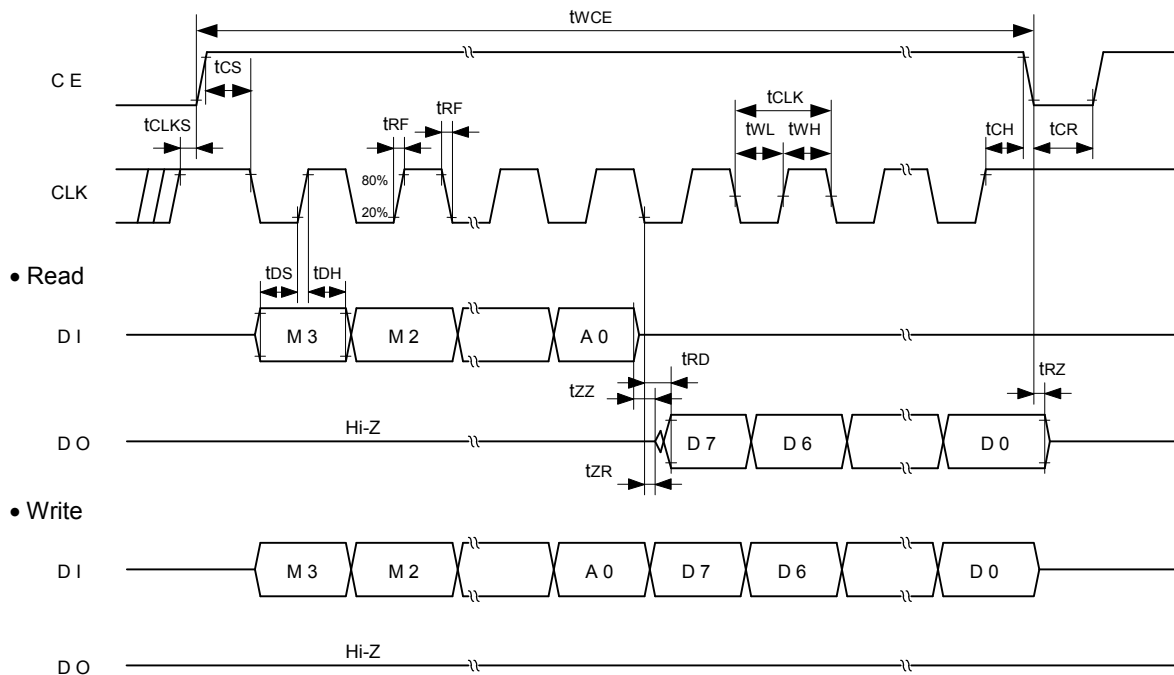 tWCE
C E
tCS
tCLK
tCLKS
tRF
tRF
tWL
tWH
tCH
tCR
CLK
80%
20%
• Read
tDS
tDH
D I
M 3
M 2
A 0
tRD
tZZ
tRZ
D O
Hi-Z
D 7
D 6
D 0
tZR
• Write
D I
M 3
M 2
A 0
D 7
D 6
D 0
D O
Hi-Z